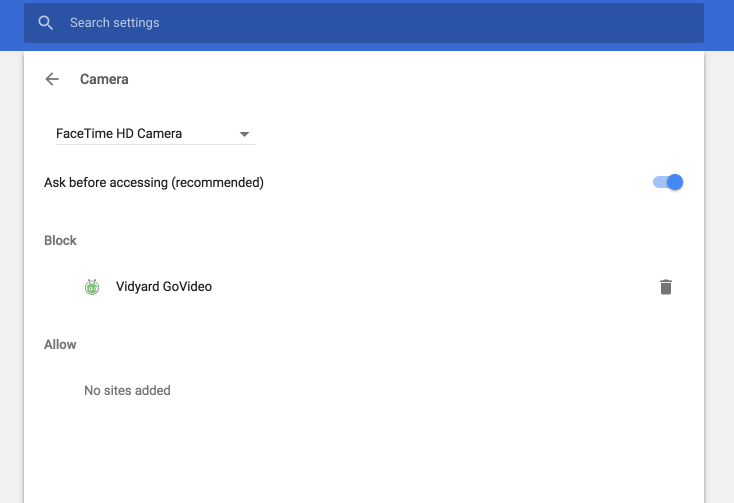 Search settings
Camera
FaceTime HD Camera
Ask before accessing (recommended)
Block
Vidyard GoVideo
Allow
No sites added